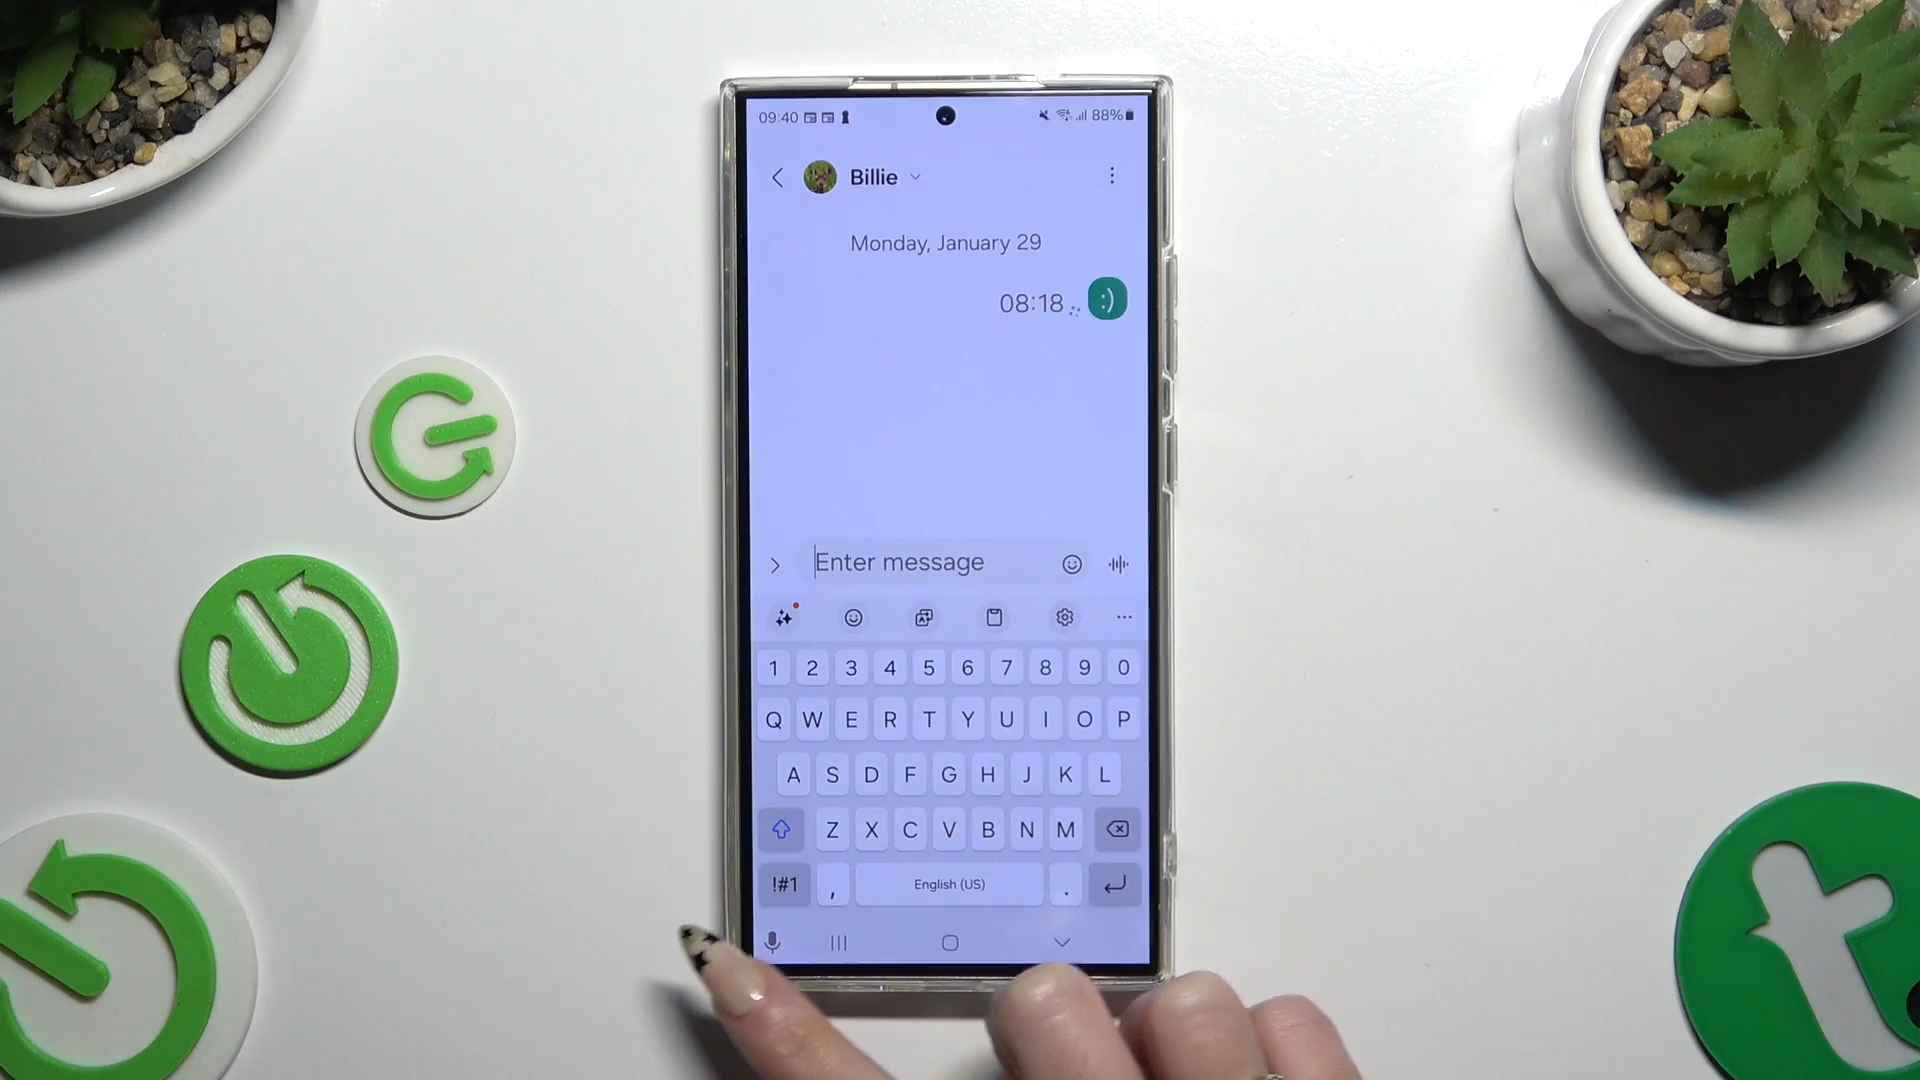 09:40 88%
Billie
Monday, January 29
08:18 :)
Enter message
1 2 3 4 5 6 7 8 9 0
Q W E R T Y U I O P
A S D F G H J K L
Z X C V B N M
!#1 , English (US) .
t